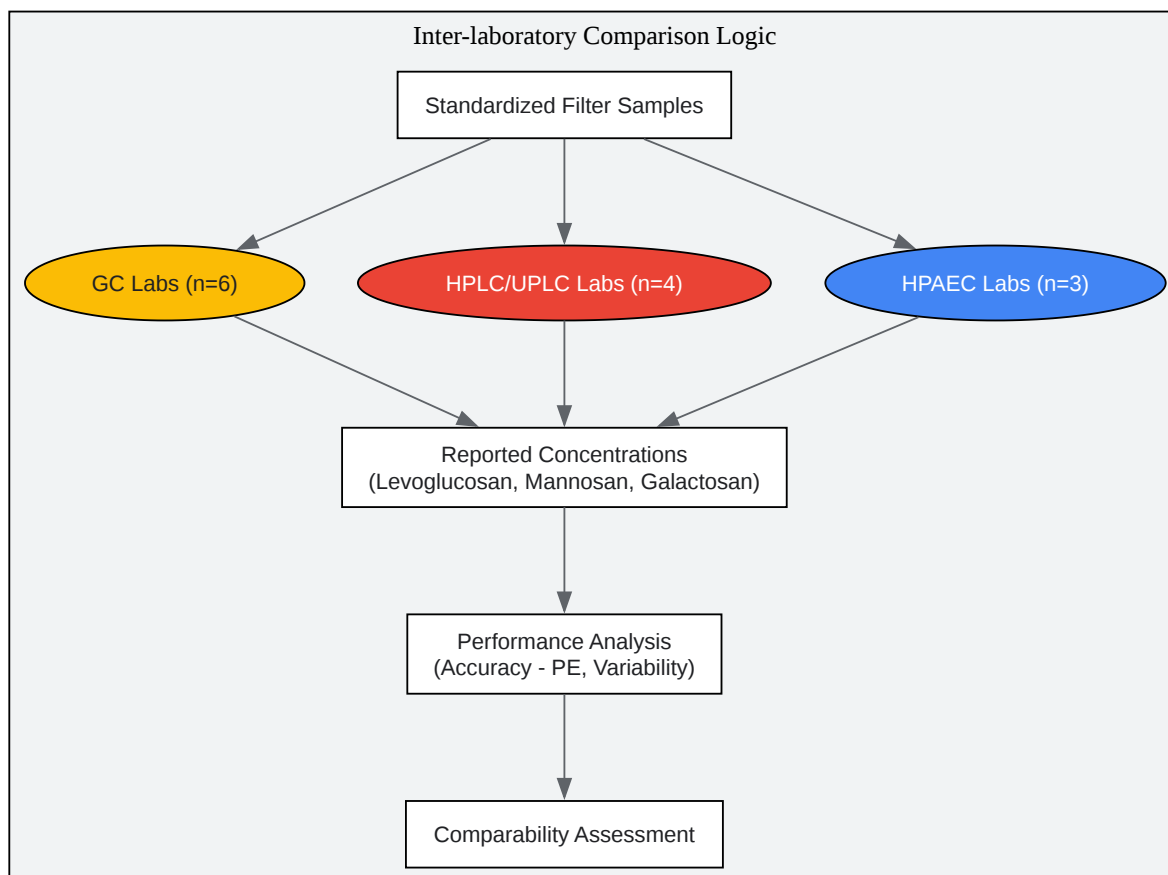 Inter-laboratory Comparison Logic
Standardized Filter Samples
GC Labs (n=6)
HPLC/UPLC Labs (n=4)
HPAEC Labs (n=3)
Reported Concentrations
(Levoglucosan, Mannosan, Galactosan)
Performance Analysis
(Accuracy - PE, Variability)
Comparability Assessment